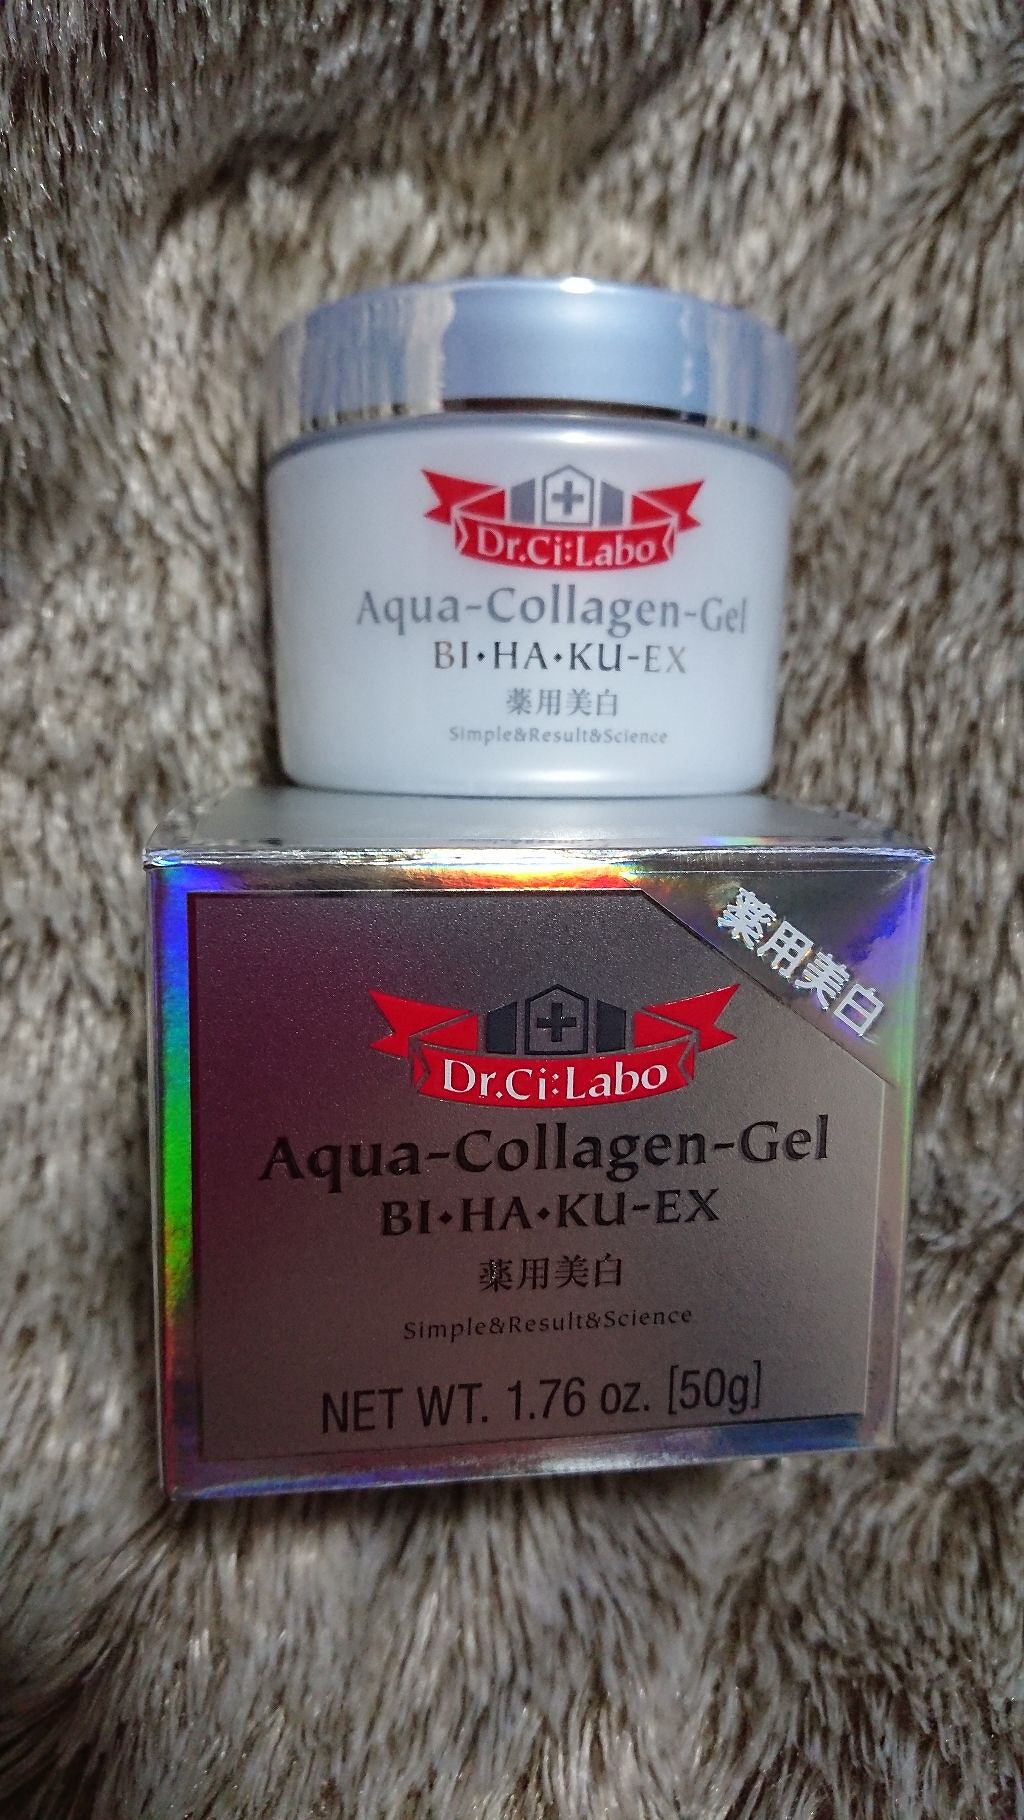 Dr.Ci:Labo
Aqua-Collagen-Gel
BI・HA・KU-EX
薬用美白
Simple&Result&Science
薬用美白
Dr.Ci:Labo
Aqua-Collagen-Gel
BI・HA・KU-EX
薬用美白
Simple&Result&Science
NET WT. 1.76 oz. [50g]